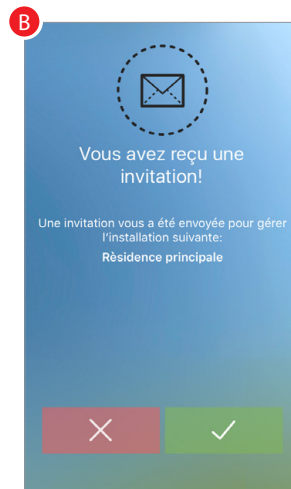 B
Vous avez reçu une
invitation!
Une invitation vous a été envoyée pour gérer
l'installation suivante:
Rèsidence principale